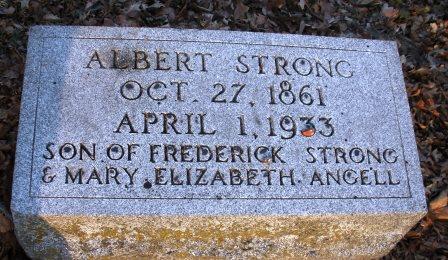 ALBERT STRONG
OCT. 27, 1861
APRIL 1, 1933
SON OF FREDERICK STRONG
& MARY ELIZABETH ANGELL